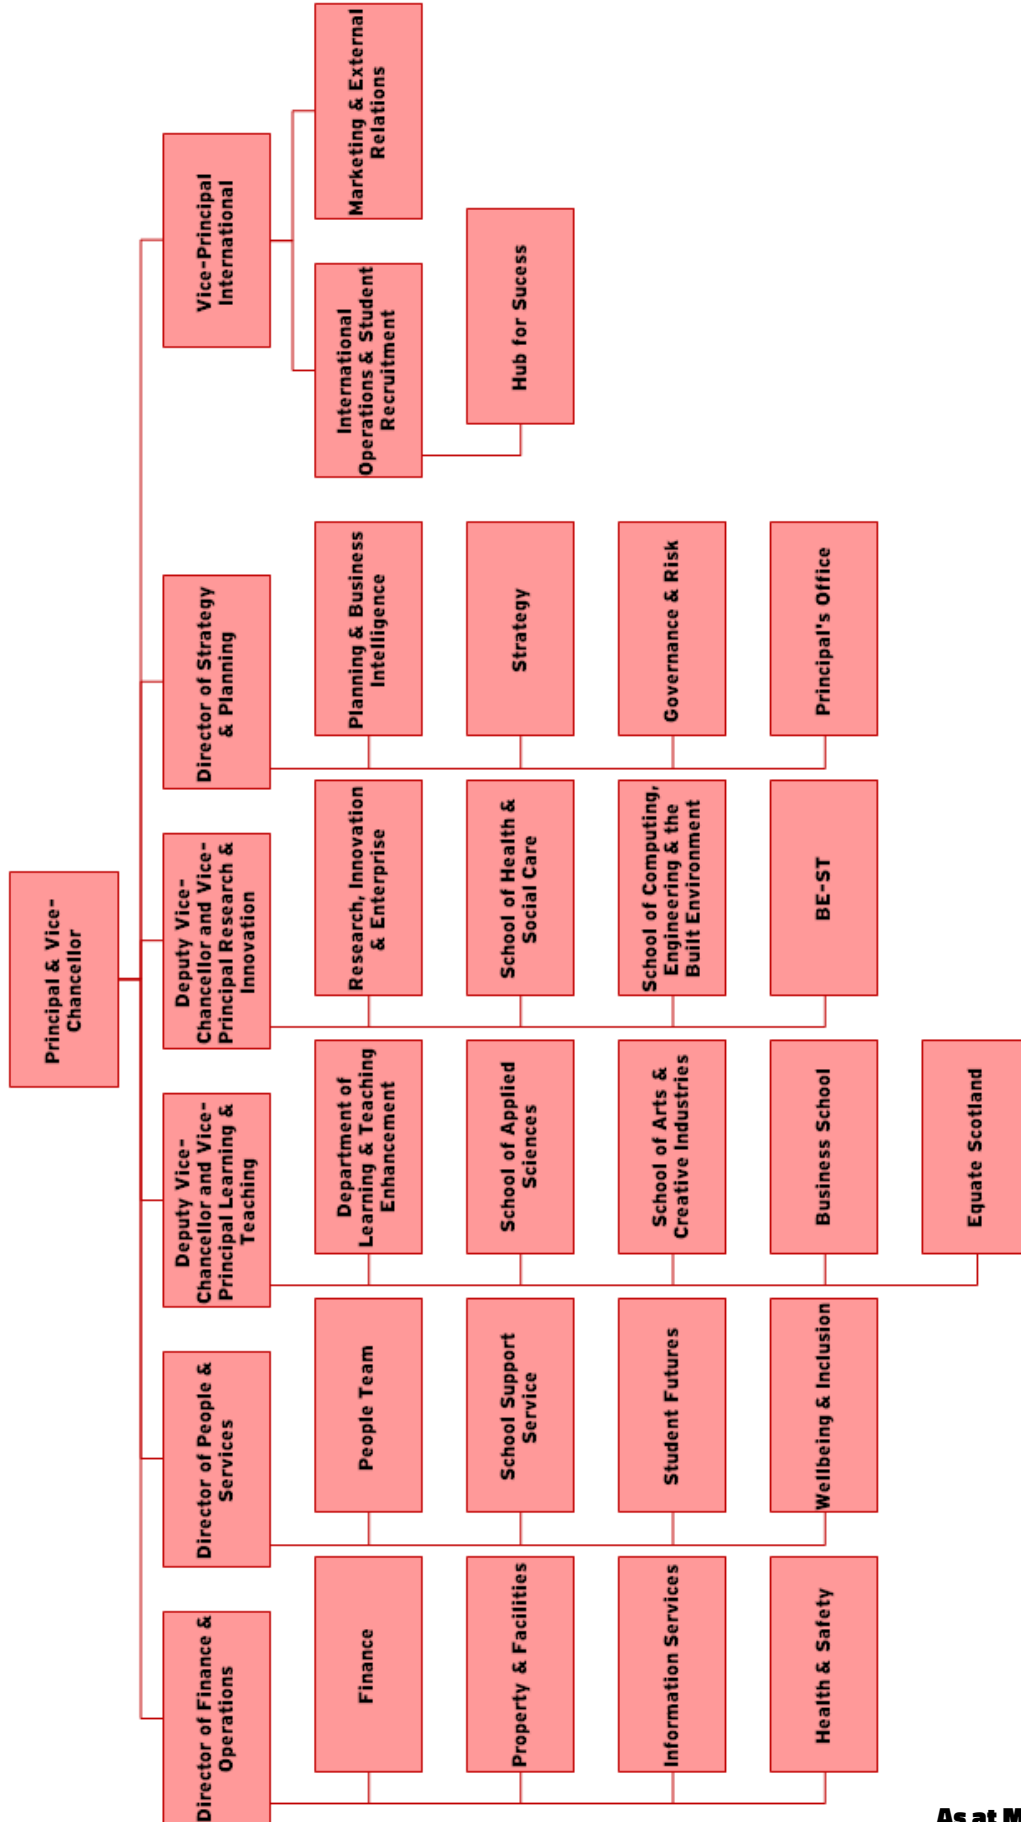 Principal & Vice-
Chancellor
Director of Finance &
Operations
Director of People &
Services
Deputy Vice-
Chancellor and Vice-
Principal Learning &
Teaching
Deputy Vice-
Chancellor and Vice-
Principal Research &
Innovation
Director of Strategy
& Planning
Vice-Principal
International
Finance
Property & Facilities
Information Services
Health & Safety
People Team
School Support
Service
Student Futures
Wellbeing & Inclusion
Department of
Learning & Teaching
Enhancement
School of Applied
Sciences
School of Arts &
Creative Industries
Business School
Equate Scotland
Research, Innovation
& Enterprise
School of Health &
Social Care
School of Computing,
Engineering & the
Built Environment
BE-ST
Planning & Business
Intelligence
Strategy
Governance & Risk
Principal's Office
International
Operations & Student
Recruitment
Hub for Sucess
Marketing & External
Relations
As at